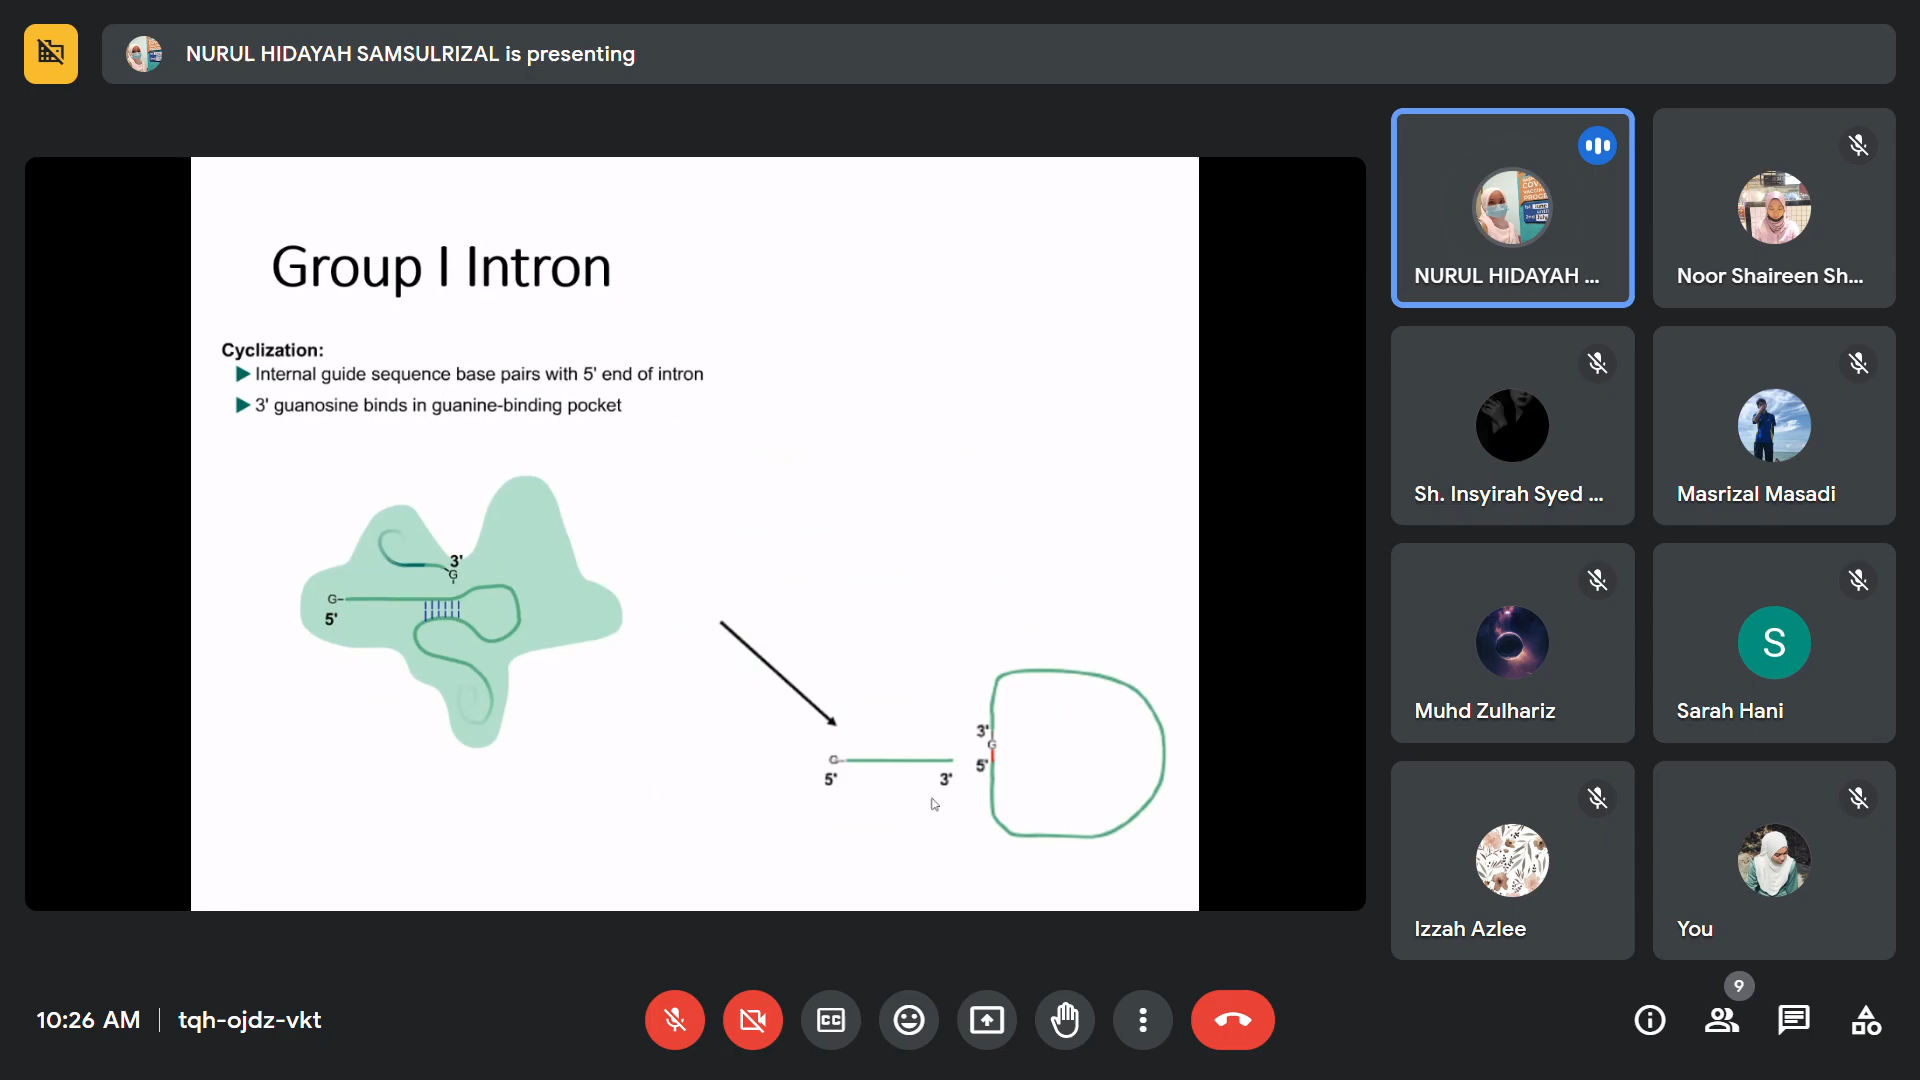 NURUL HIDAYAH SAMSULRIZAL is presenting
Group I Intron
Cyclization:
Internal guide sequence base pairs with 5' end of intron
3' guanosine binds in guanine-binding pocket
3'
G
G
5'
3'
G
G
5'
3'
5'
NURUL HIDAYAH ...
Noor Shaireen Sh...
Sh. Insyirah Syed ...
Masrizal Masadi
Muhd Zulhariz
S
Sarah Hani
Izzah Azlee
You
10:26 AM
tqh-ojdz-vkt
CC
9